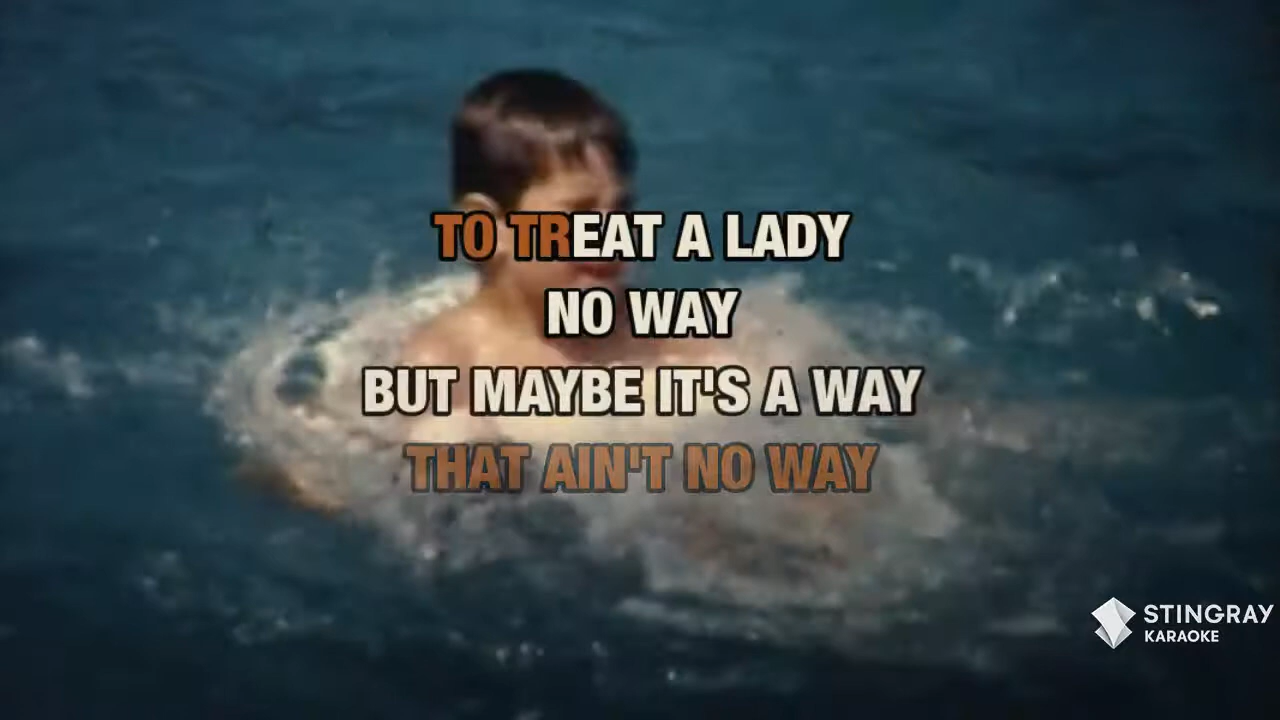 TO TREAT A LADY
NO WAY
BUT MAYBE IT'S A WAY
THAT AIN'T NO WAY
STINGRAY
KARAOKE